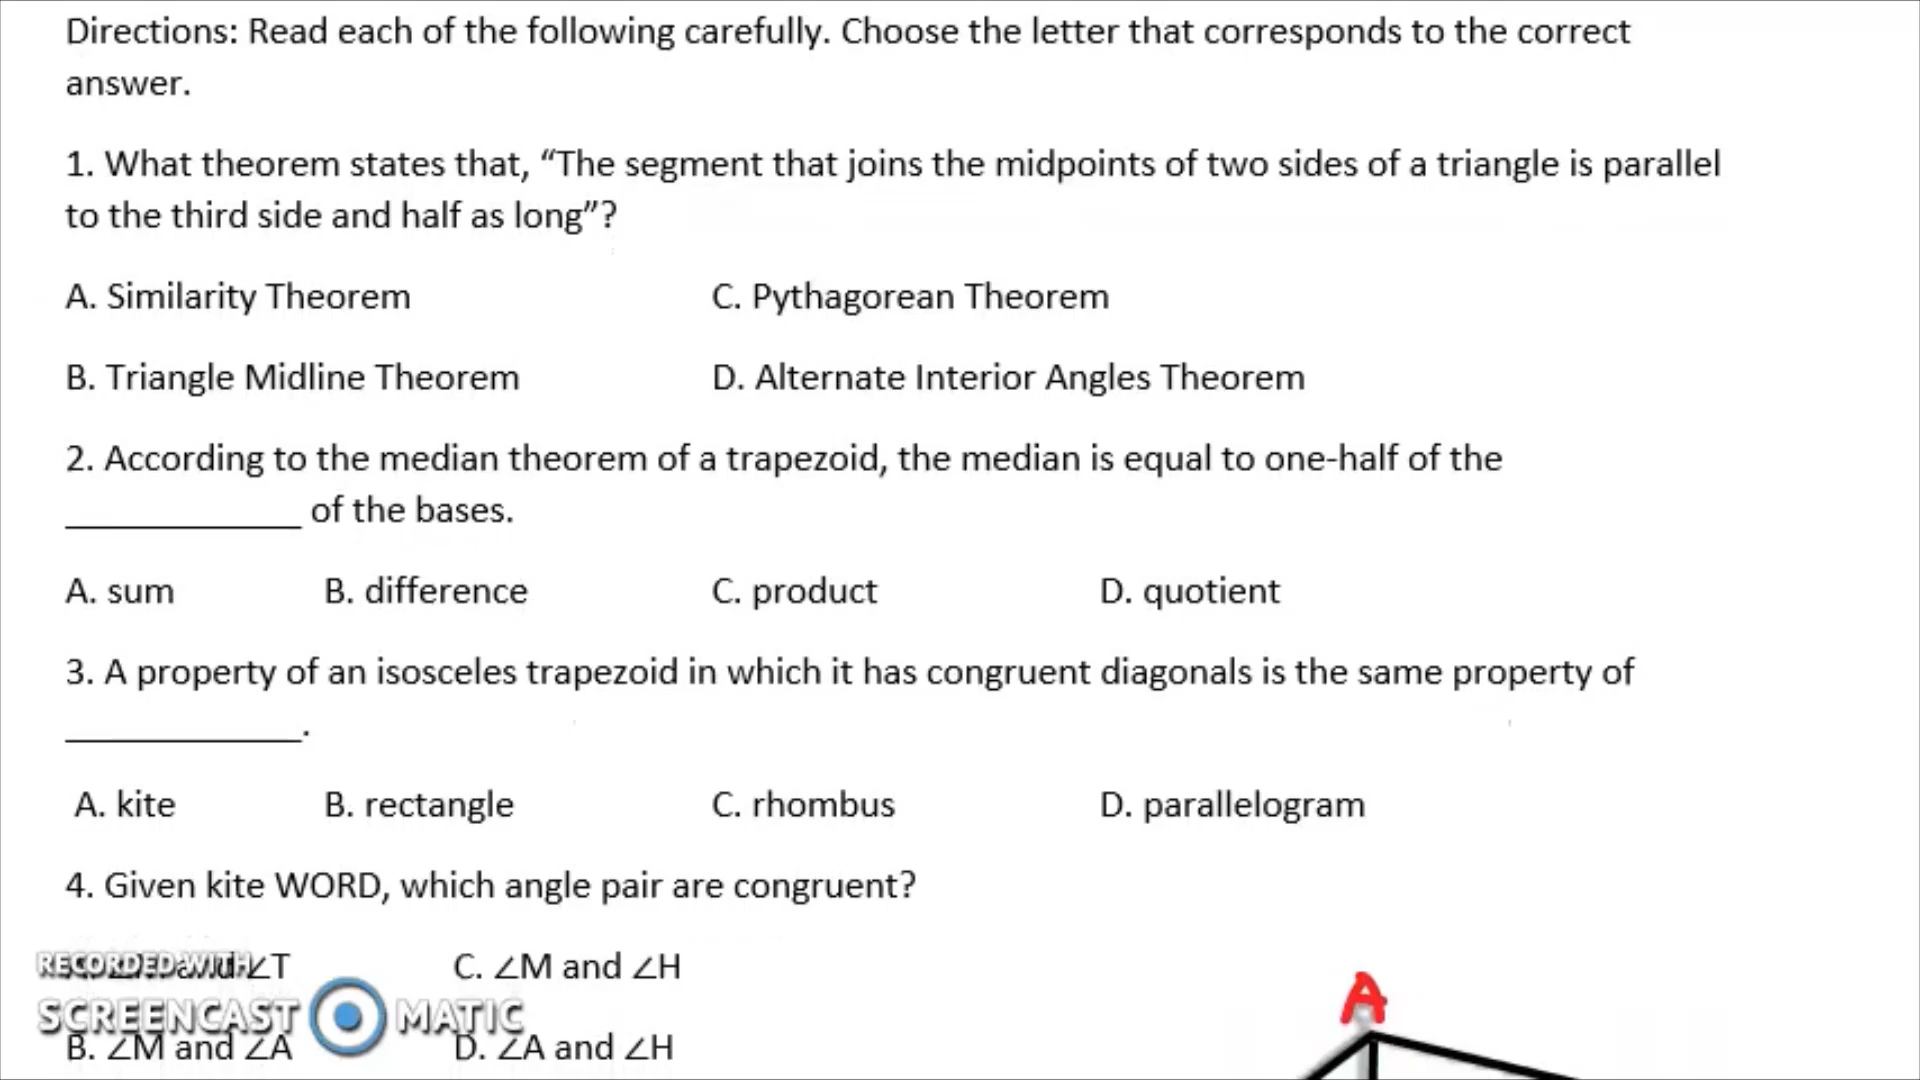 Directions: Read each of the following carefully. Choose the letter that corresponds to the correct
answer.
1. What theorem states that, “The segment that joins the midpoints of two sides of a triangle is parallel
to the third side and half as long”?
A. Similarity Theorem C. Pythagorean Theorem
B. Triangle Midline Theorem D. Alternate Interior Angles Theorem
2. According to the median theorem of a trapezoid, the median is equal to one-half of the
____________ of the bases.
A. sum B. difference C. product D. quotient
3. A property of an isosceles trapezoid in which it has congruent diagonals is the same property of
____________.
A. kite B. rectangle C. rhombus D. parallelogram
4. Given kite WORD, which angle pair are congruent?
∠T C. ∠M and ∠H
RECORDED WITH
A
SCREENCAST MATIC
B. ∠M and ∠A D. ∠A and ∠H